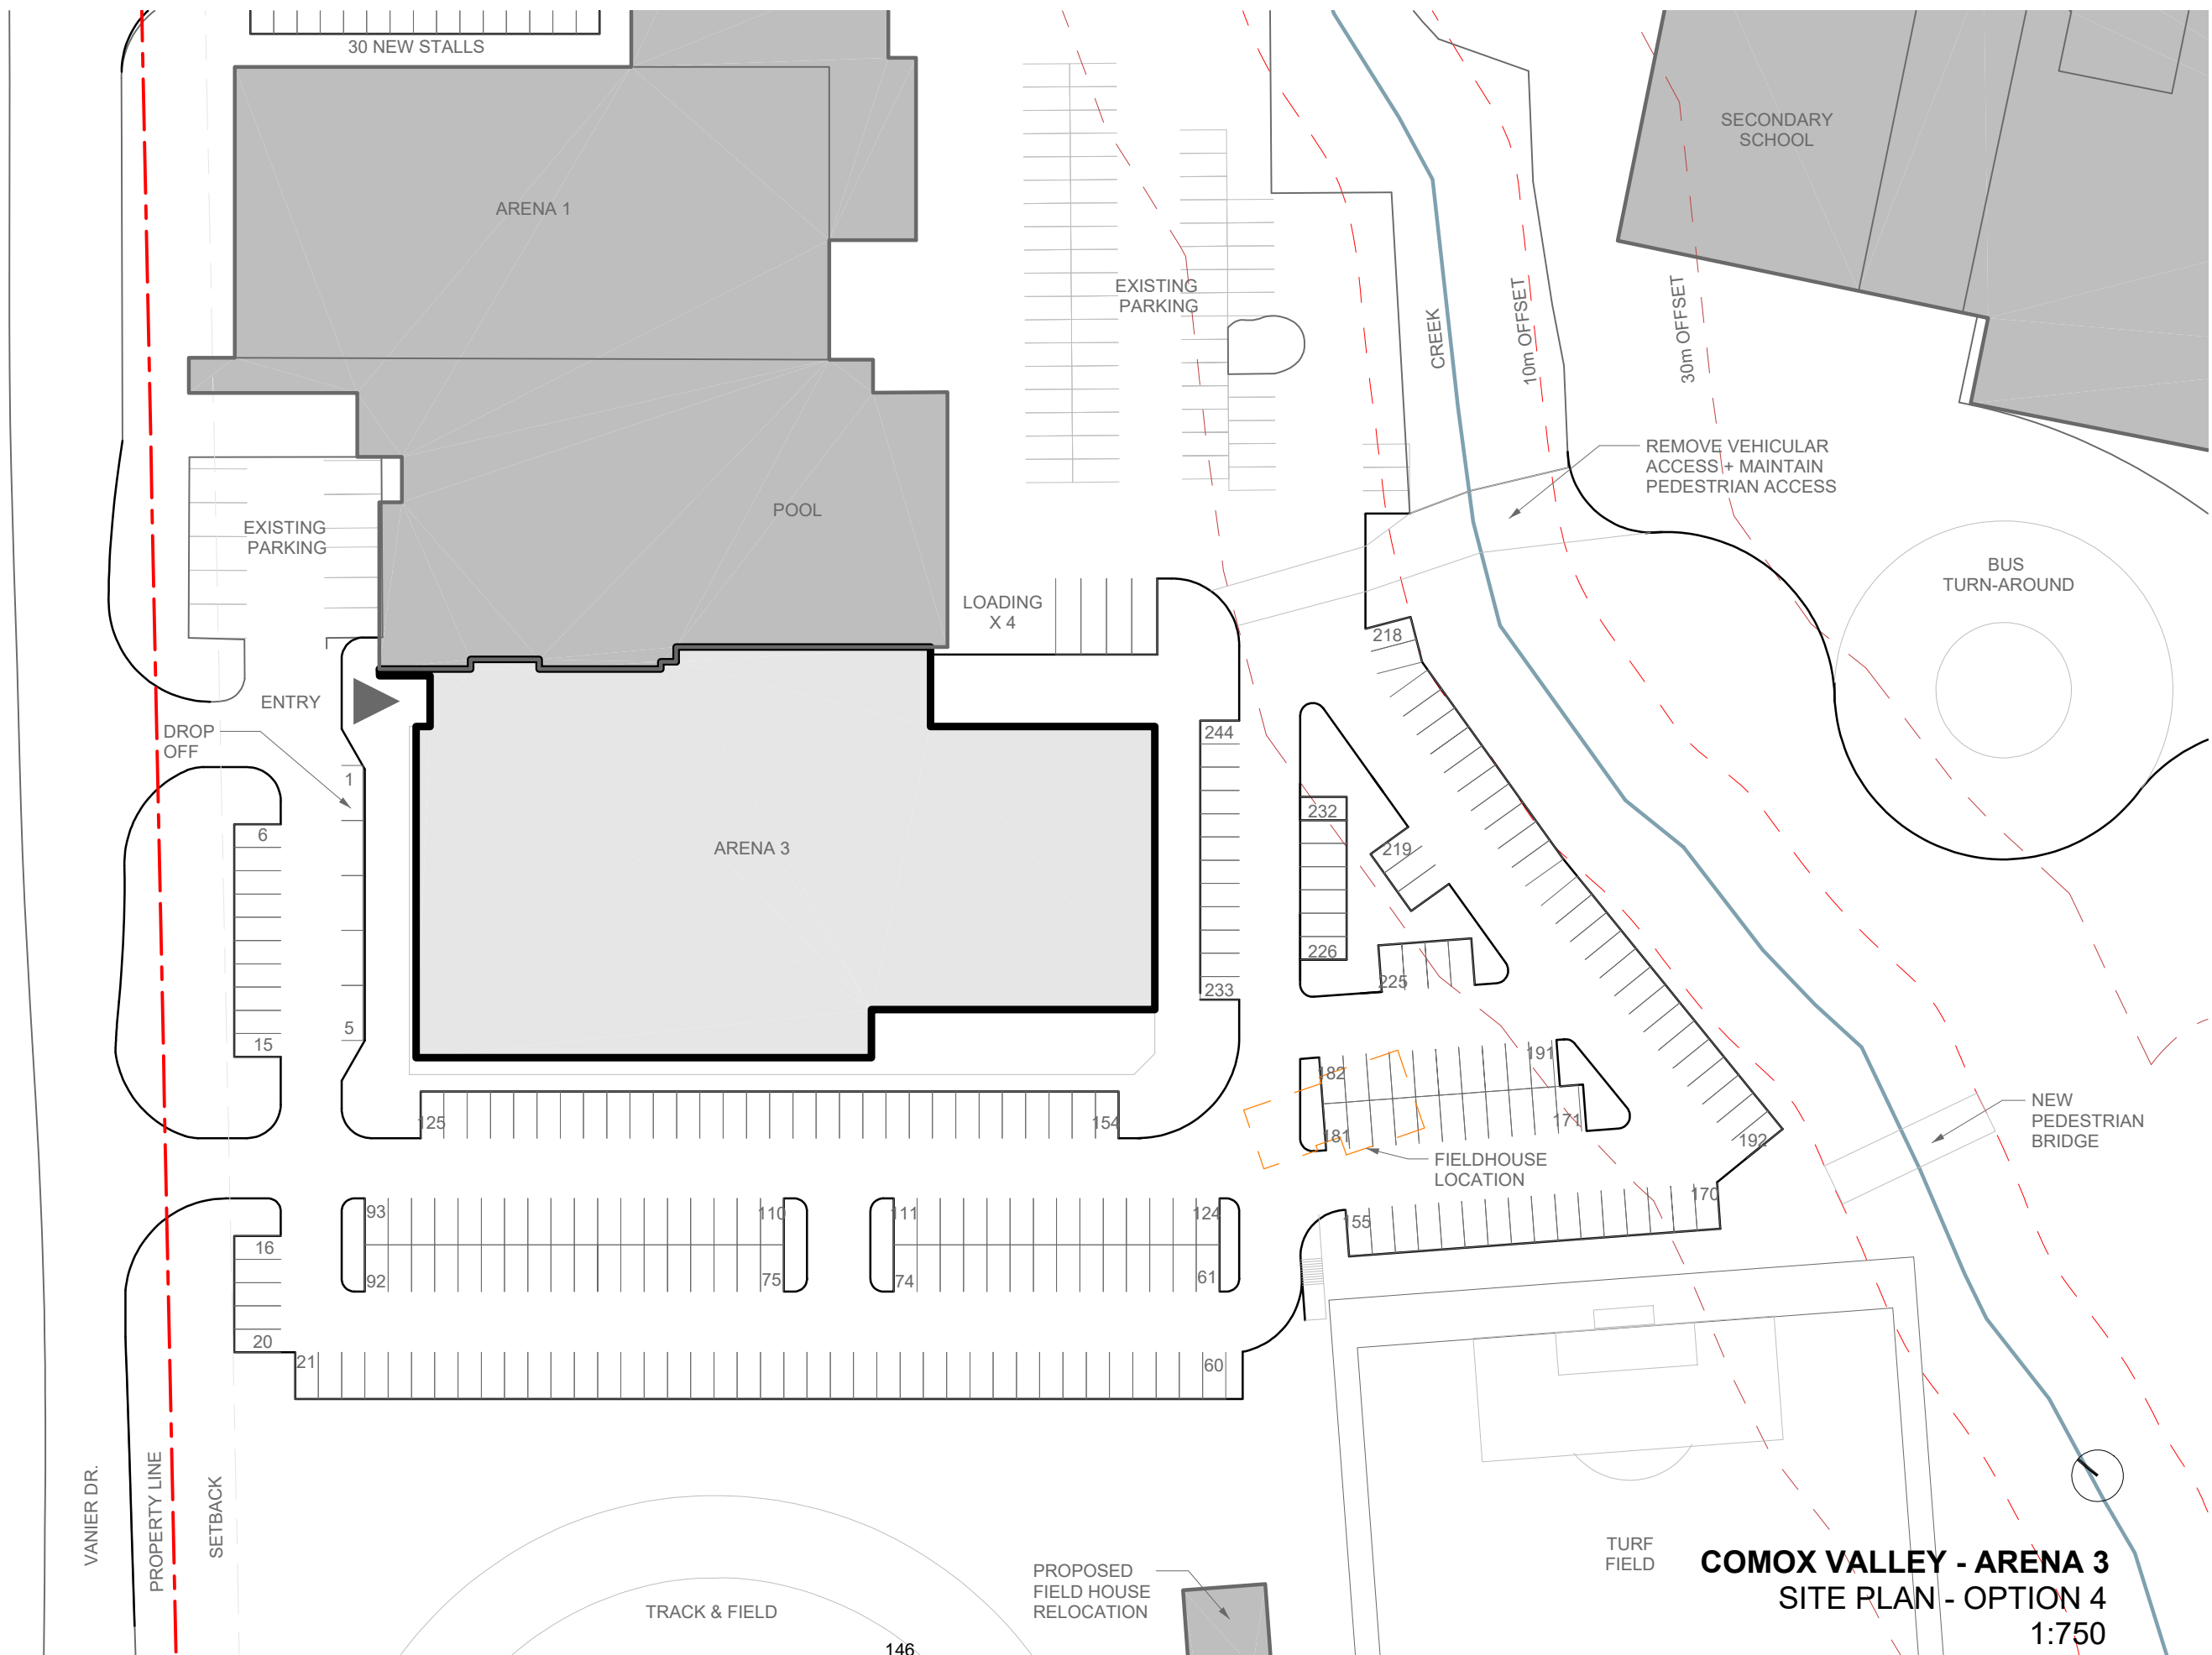 30 NEW STALLS
SECONDARY
SCHOOL
ARENA 1
EXISTING
PARKING
CREEK
10m OFFSET
30m OFFSET
REMOVE VEHICULAR
ACCESS + MAINTAIN
PEDESTRIAN ACCESS
POOL
EXISTING
PARKING
BUS
TURN-AROUND
LOADING
X 4
218
ENTRY
DROP
OFF
244
1
6
232
219
ARENA 3
226
225
233
5
15
191
182
171
181
192
NEW
PEDESTRIAN
BRIDGE
125
154
FIELDHOUSE
LOCATION
170
155
93
110
111
124
16
92
75
74
61
20
21
60
VANIER DR.
PROPERTY LINE
SETBACK
TURF
FIELD
PROPOSED
FIELD HOUSE
RELOCATION
TRACK & FIELD
COMOX VALLEY - ARENA 3
SITE PLAN - OPTION 4
1:750
146